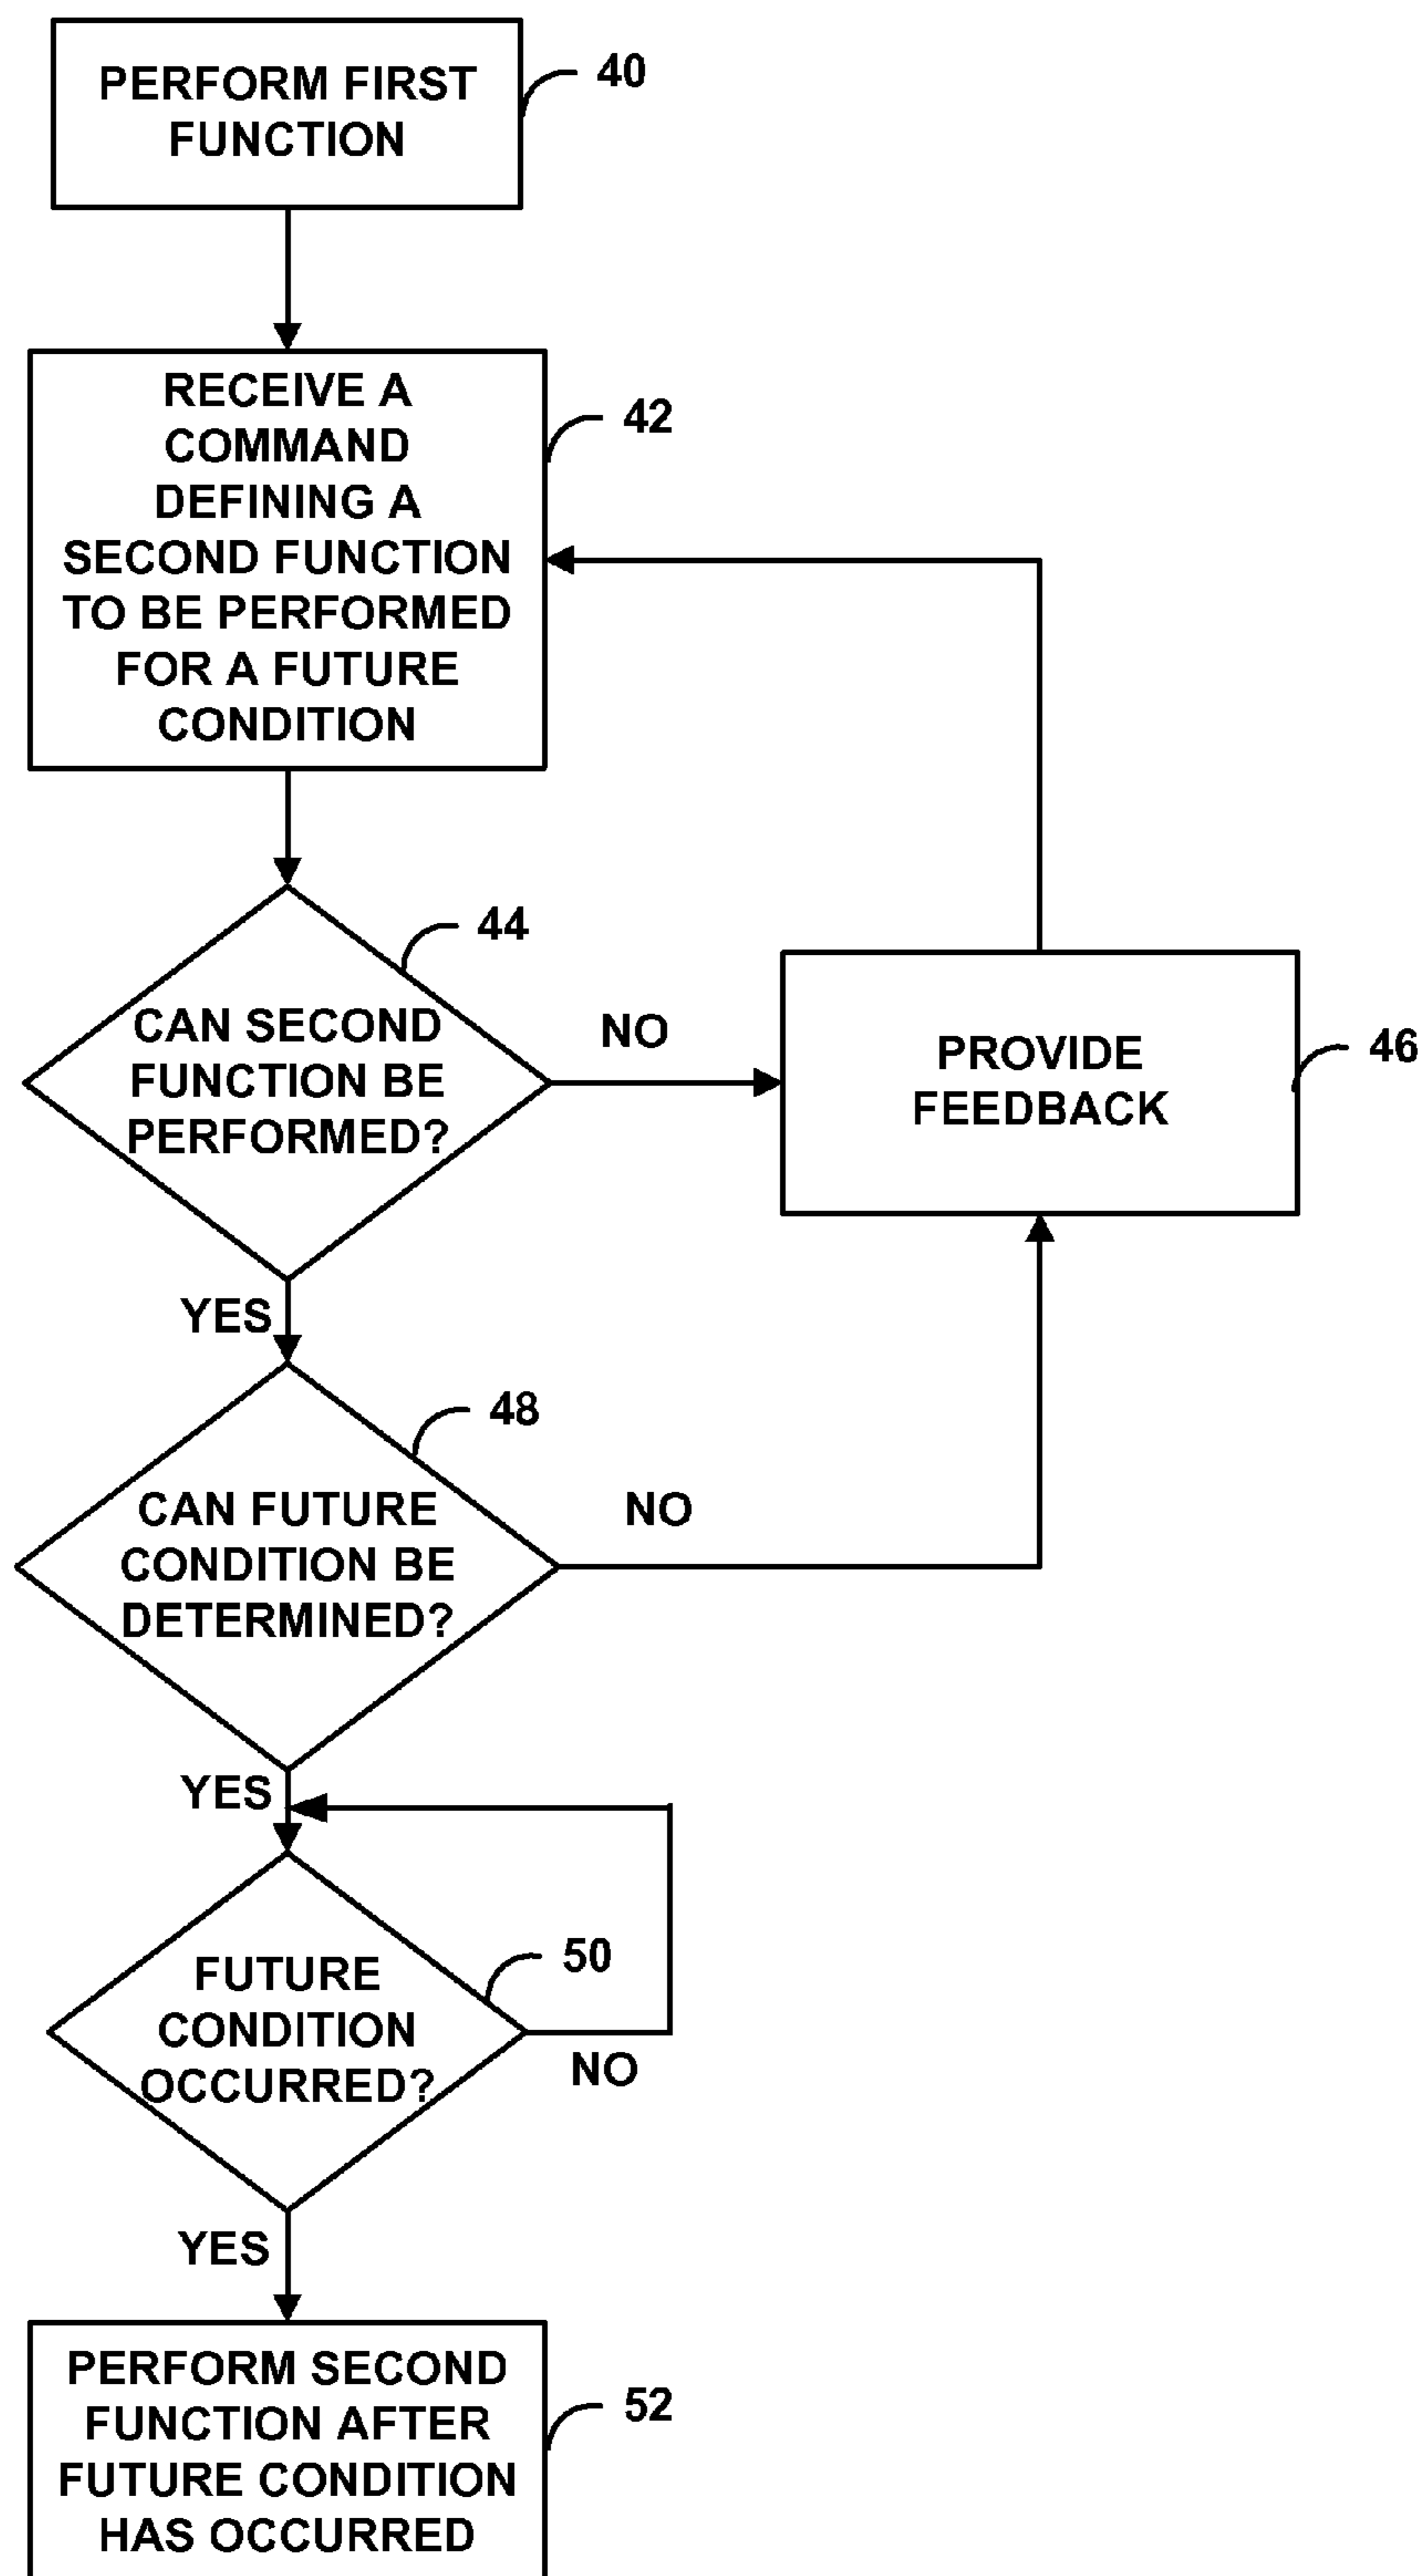 PERFORM FIRST
FUNCTION
40
RECEIVE A
COMMAND
DEFINING A
SECOND FUNCTION
TO BE PERFORMED
FOR A FUTURE
CONDITION
42
44
CAN SECOND
FUNCTION BE
PERFORMED?
NO
PROVIDE
FEEDBACK
46
YES
48
CAN FUTURE
CONDITION BE
DETERMINED?
NO
YES
50
FUTURE
CONDITION
OCCURRED?
NO
YES
PERFORM SECOND
FUNCTION AFTER
FUTURE CONDITION
HAS OCCURRED
52